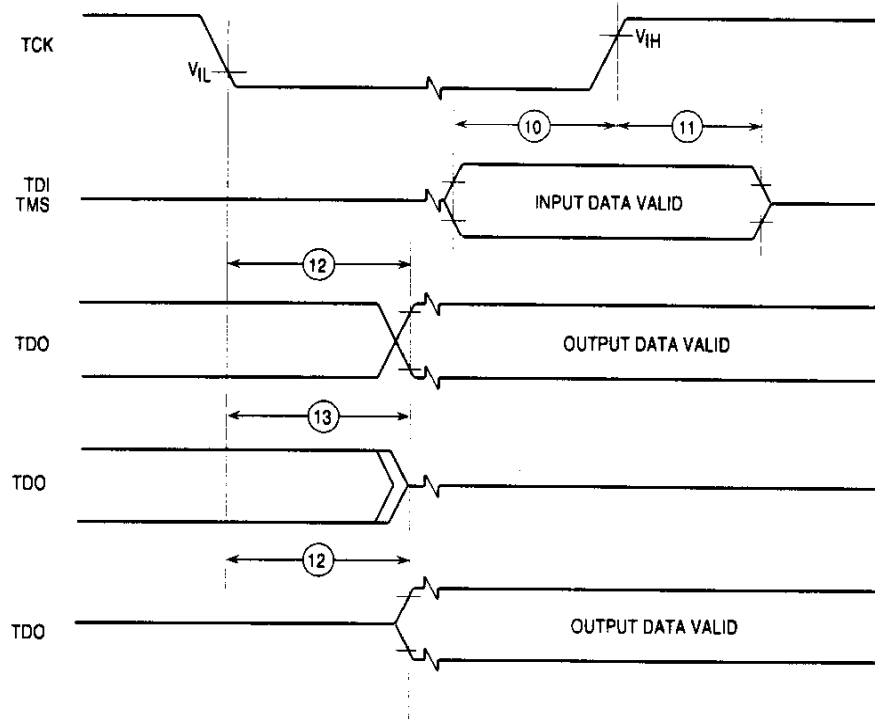 TCK
VIL
VIH
10
11
TDI
TMS
INPUT DATA VALID
12
TDO
OUTPUT DATA VALID
13
TDO
12
TDO
OUTPUT DATA VALID